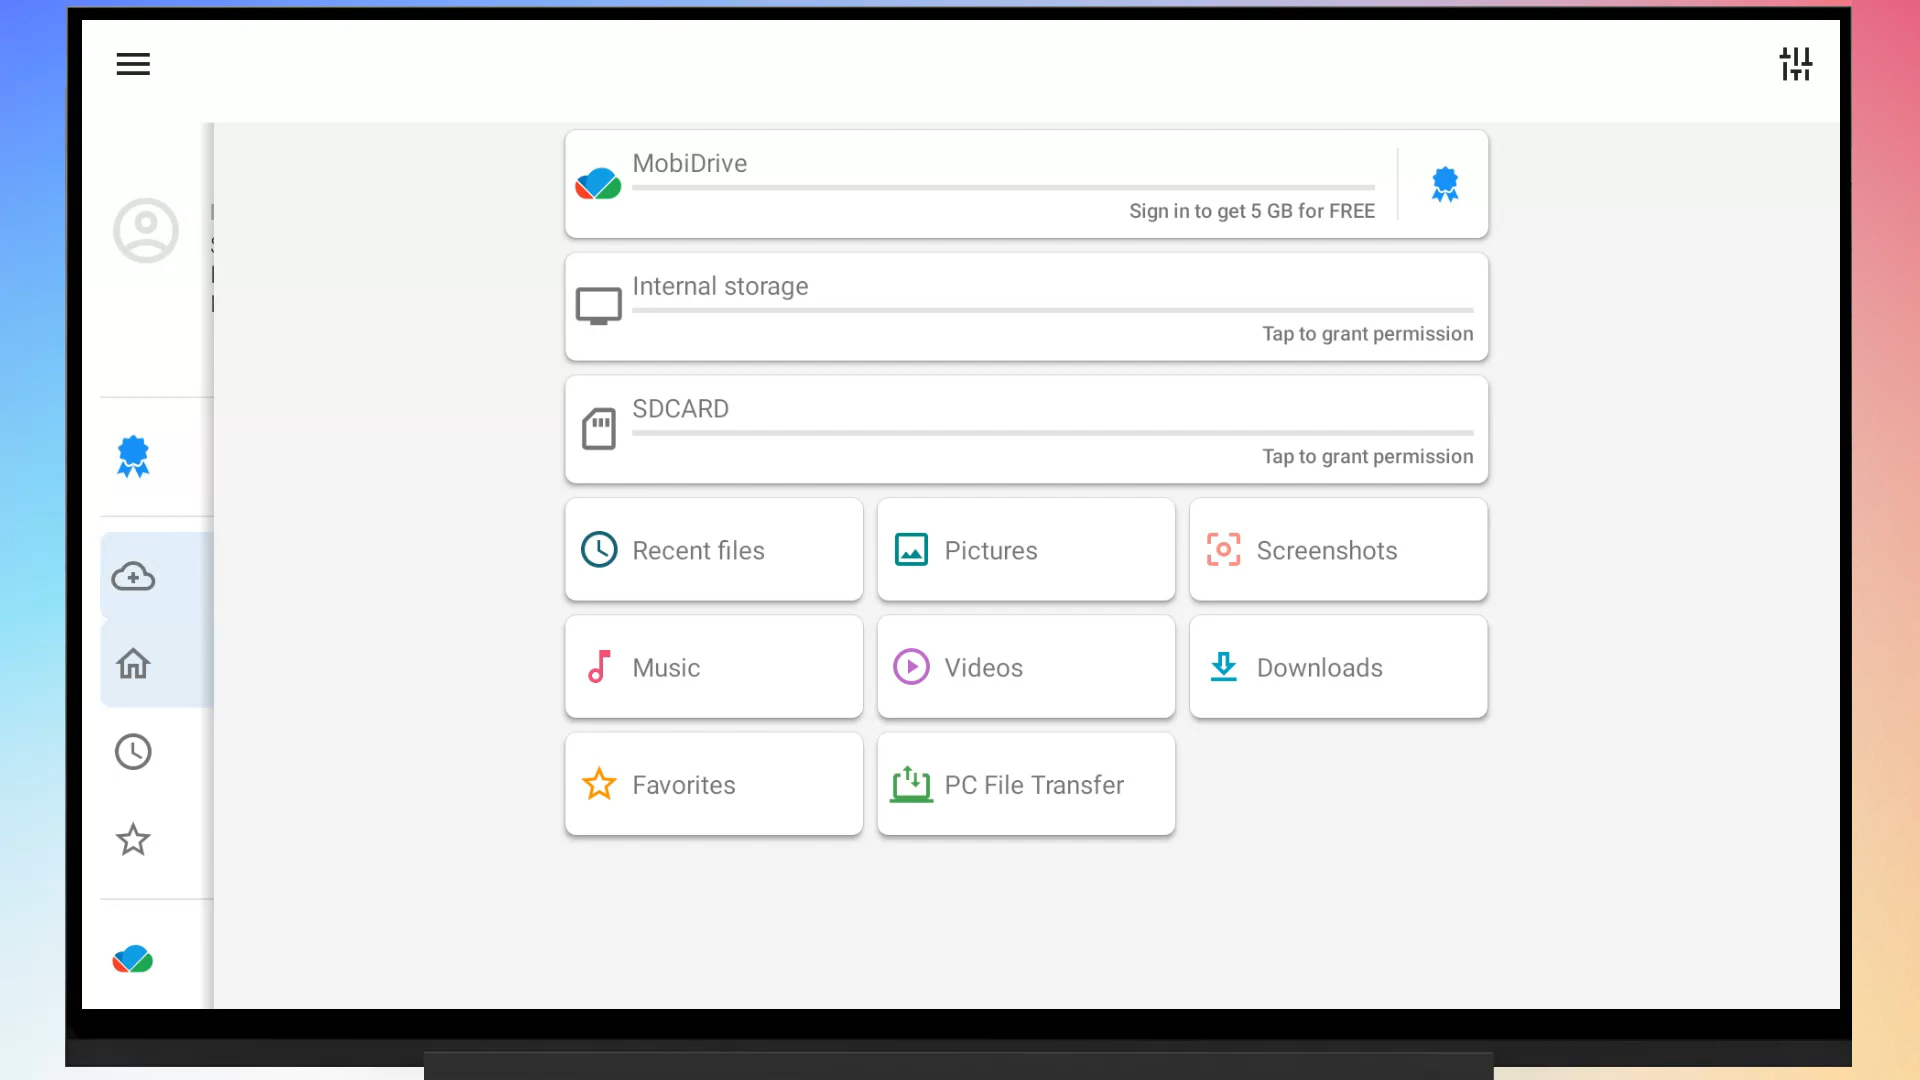 MobiDrive
Sign in to get 5 GB for FREE
Internal storage
Tap to grant permission
SDCARD
Tap to grant permission
Recent files
Pictures
Screenshots
Music
Videos
Downloads
Favorites
PC File Transfer